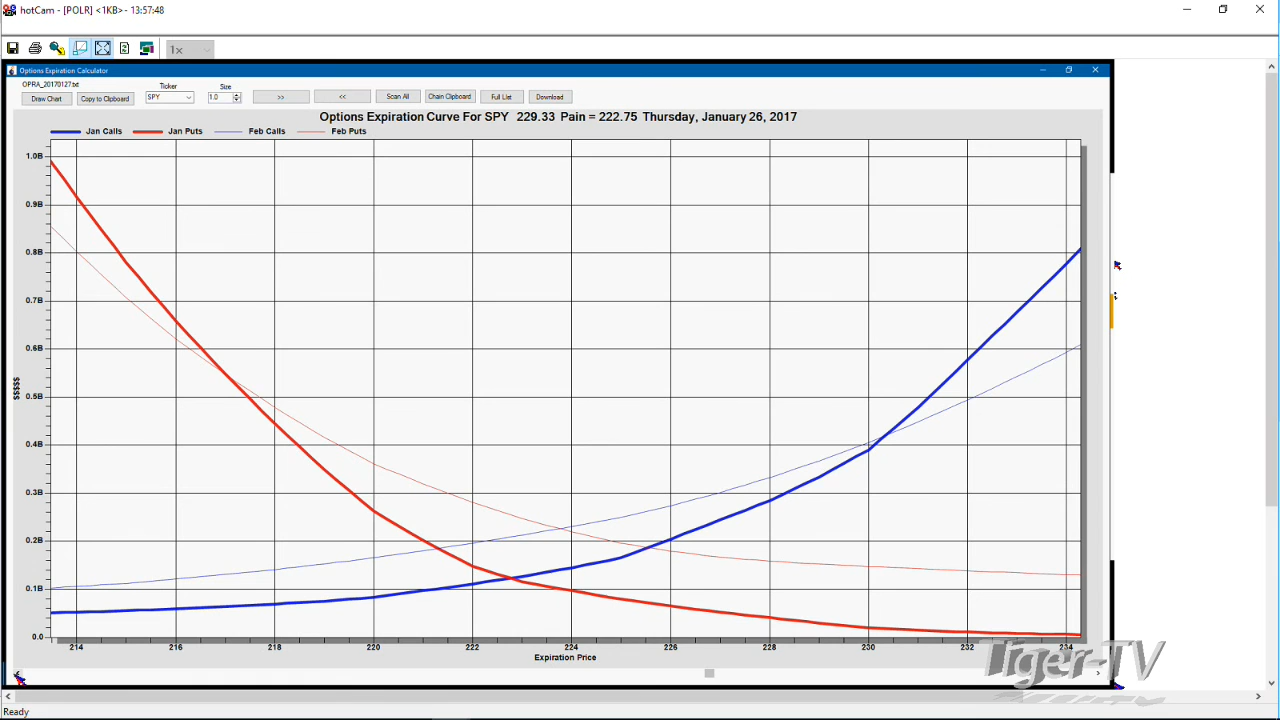 hotCam - [POLR] <1KB> - 13:57:48
1x
Options Expiration Calculator
OPRA_20170127.txt
Ticker
Size
Draw Chart
Copy to Clipboard
SPY
1.0
>>
<<
Scan All
Chain Clipboard
Full List
Download
Options Expiration Curve For SPY 229.33 Pain = 222.75 Thursday, January 26, 2017
Jan Calls
Jan Puts
Feb Calls
Feb Puts
1.0B
0.9B
0.8B
0.7B
0.6B
0.5B
0.4B
0.3B
0.2B
0.1B
0.0
$$$$$
214
216
218
220
222
224
226
228
230
232
234
Expiration Price
Tiger-TV
Ready